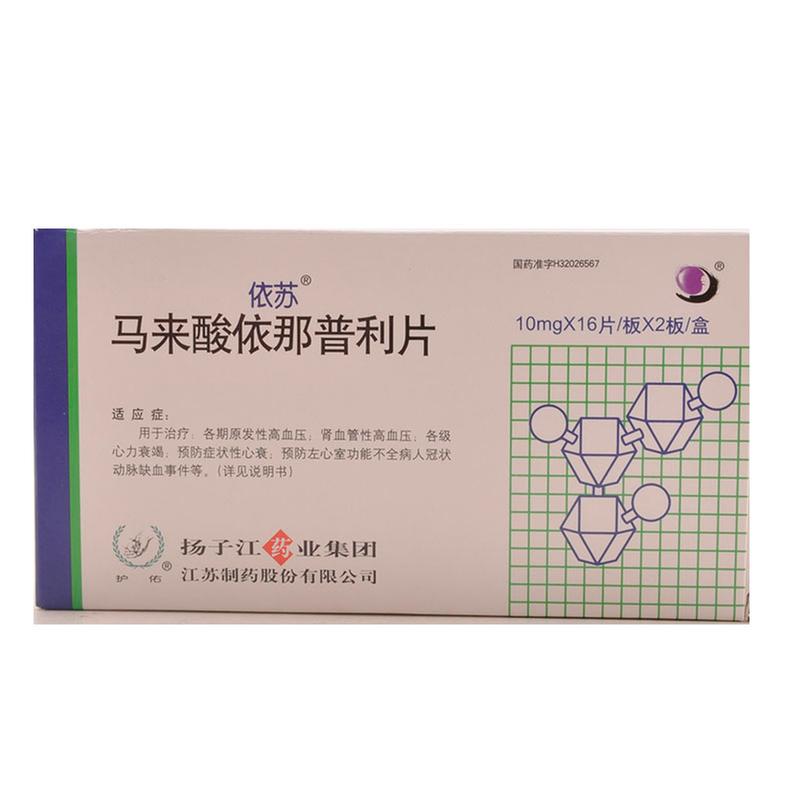 国药准字H32026567
®
依苏®
马来酸依那普利片
10mgX16片/板X2板/盒
适应症:
用于治疗:各期原发性高血压;肾血管性高血压;各级
心力衰竭;预防症状性心衰;预防左心室功能不全病人冠状
动脉缺血事件等。(详见说明书)
护佑®
扬子江药业集团
江苏制药股份有限公司